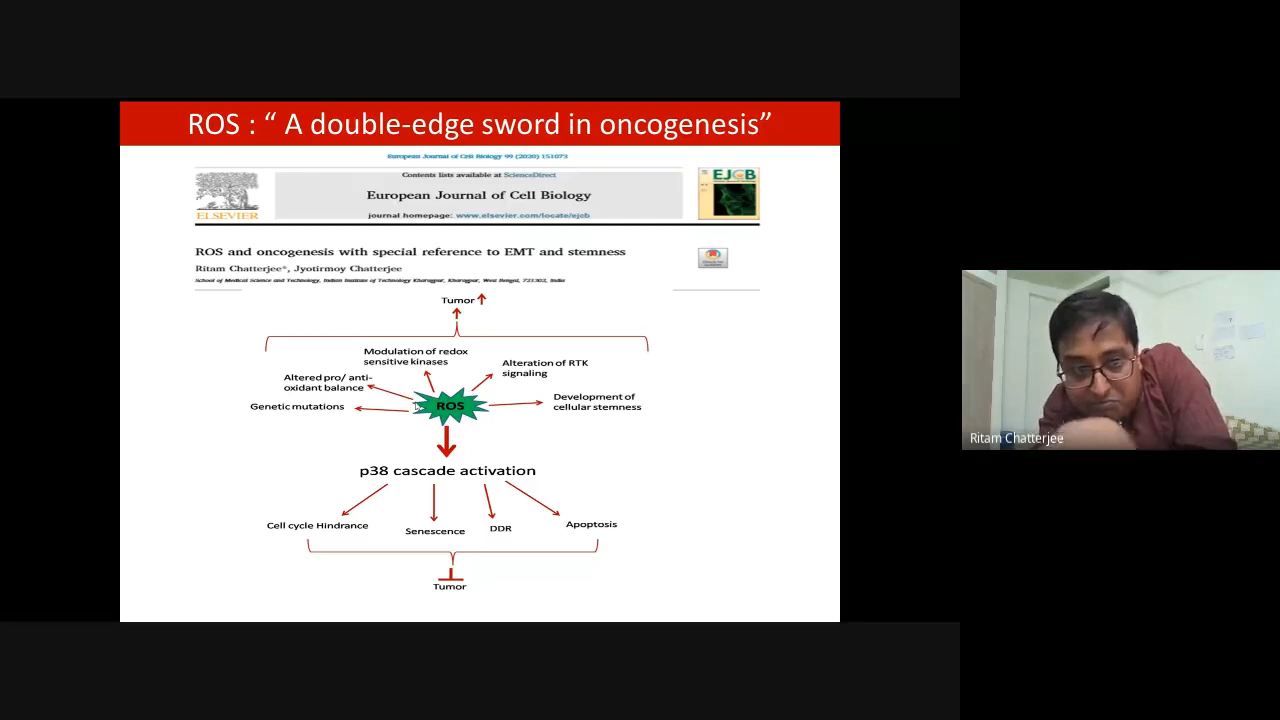 ROS : “ A double-edge sword in oncogenesis”
European Journal of Cell Biology 99 (2020) 151073
Contents lists available at ScienceDirect
European Journal of Cell Biology
journal homepage: www.elsevier.com/locate/ejcb
ELSEVIER
EJCB
ROS and oncogenesis with special reference to EMT and stemness
Ritam Chatterjee*, Jyotirmoy Chatterjee
School of Medical Science and Technology, Indian Institute of Technology Kharagpur, Kharagpur, West Bengal, 721302, India
Tumor
Modulation of redox
sensitive kinases
Alteration of RTK
signaling
Altered pro/ anti-
oxidant balance
Genetic mutations
ROS
Development of
cellular stemness
p38 cascade activation
Cell cycle Hindrance
Senescence
DDR
Apoptosis
Tumor
Ritam Chatterjee